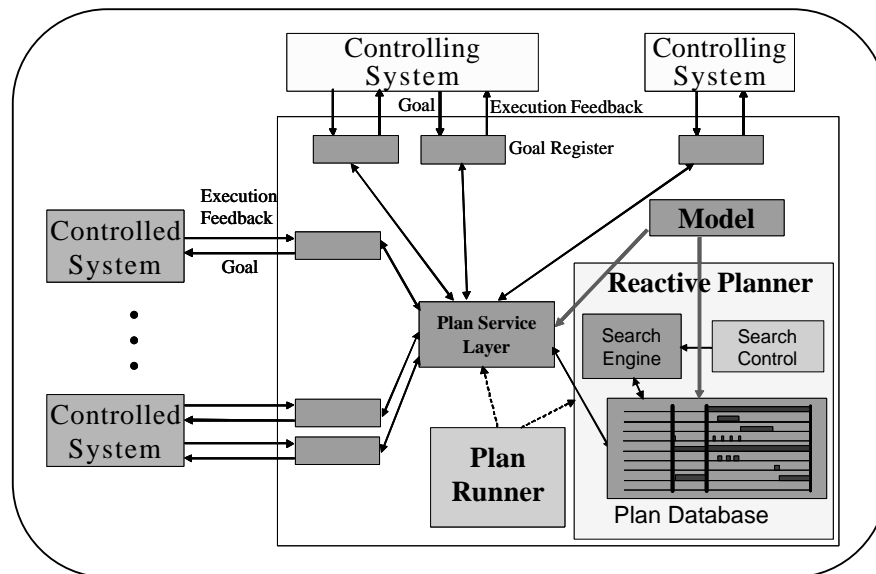 Controlling
System
Controlling
System
Goal
Execution Feedback
Goal Register
Execution
Feedback
Controlled
System
Goal
Model
Reactive Planner
Plan Service
Layer
Search
Engine
Search
Control
Controlled
System
Plan
Runner
Plan Database